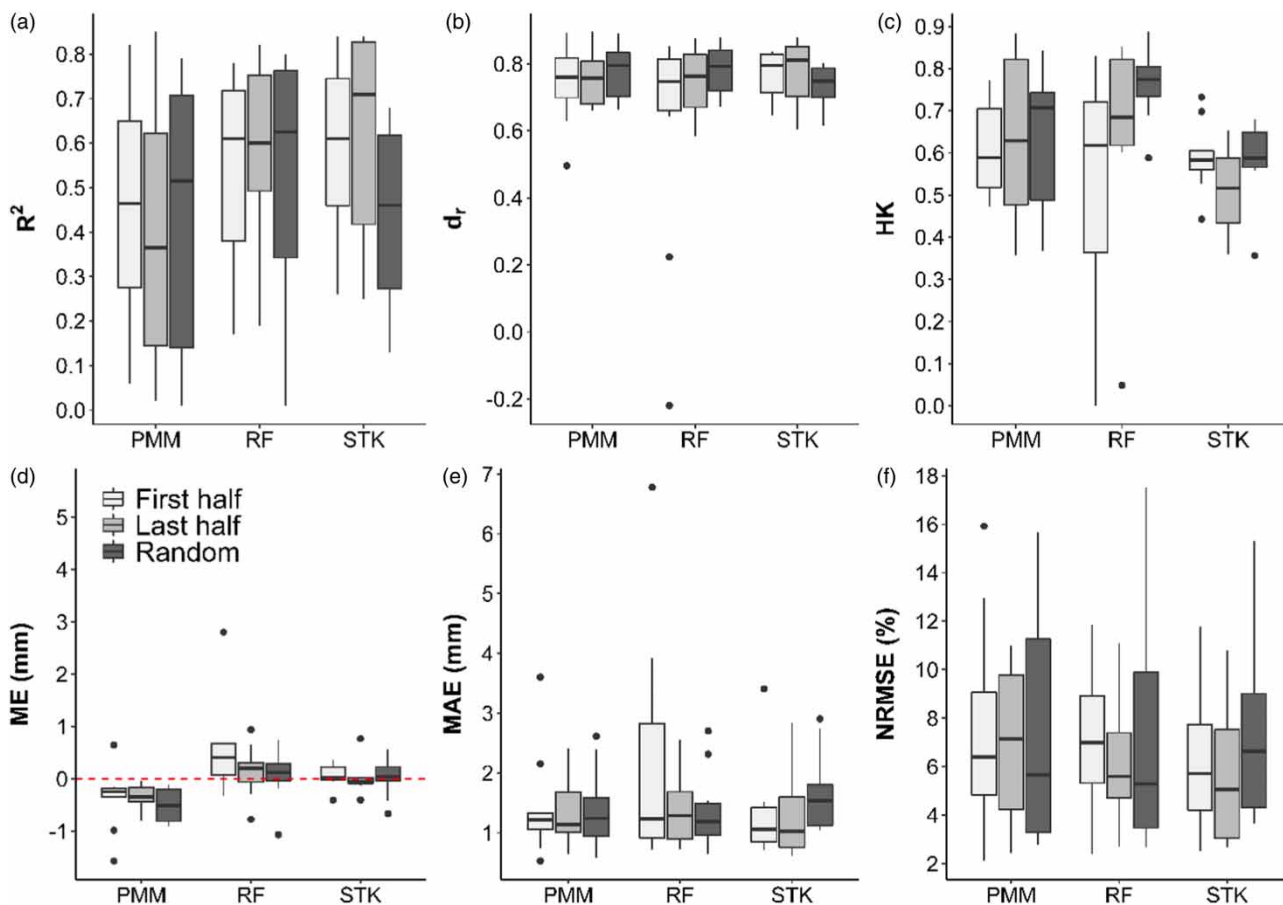 (a)
0.8
0.7
0.6
0.5
0.4
0.3
0.2
0.1
0.0
R²
PMM RF STK
(b)
0.8
0.6
0.4
0.2
0.0
-0.2
dᵣ
PMM RF STK
(c)
0.9
0.8
0.7
0.6
0.5
0.4
0.3
0.2
0.1
0.0
HK
PMM RF STK
(d)
5
4
3
2
1
0
-1
ME (mm)
First half
Last half
Random
PMM RF STK
(e)
7
6
5
4
3
2
1
MAE (mm)
PMM RF STK
(f)
18
16
14
12
10
8
6
4
2
NRMSE (%)
PMM RF STK